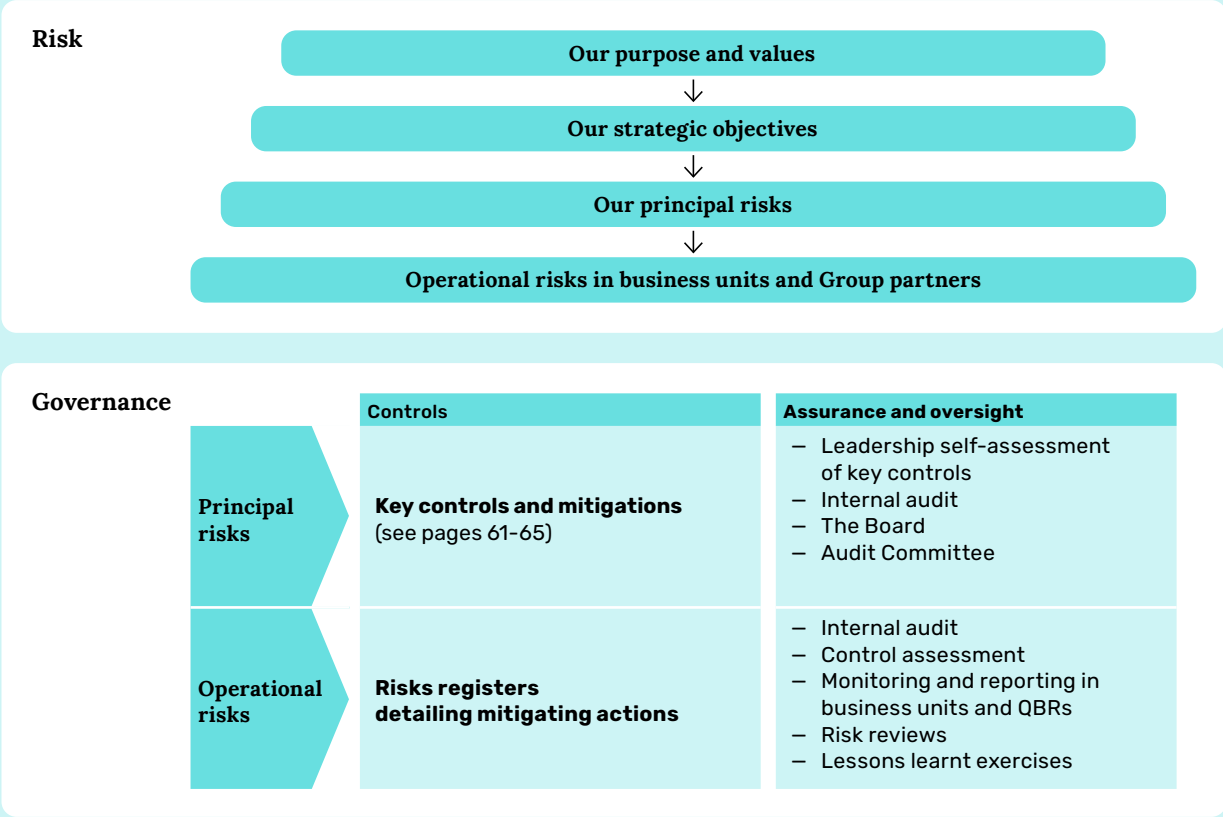 Risk
Our purpose and values
Our strategic objectives
Our principal risks
Operational risks in business units and Group partners
Governance
Controls
Assurance and oversight
Principal
risks
Key controls and mitigations
(see pages 61-65)
— Leadership self-assessment
of key controls
— Internal audit
— The Board
— Audit Committee
Operational
risks
Risks registers
detailing mitigating actions
— Internal audit
— Control assessment
— Monitoring and reporting in
business units and QBRs
— Risk reviews
— Lessons learnt exercises